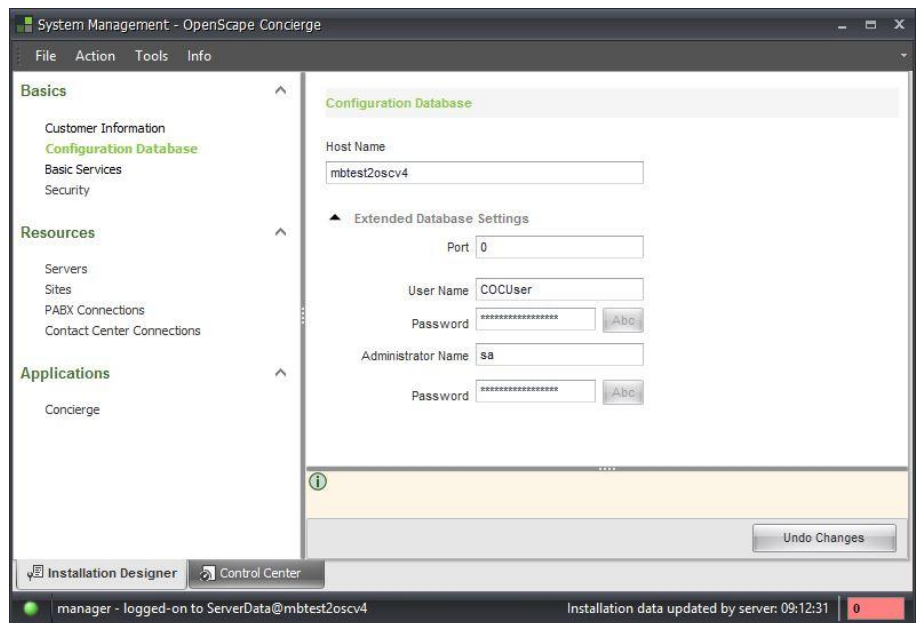 System Management - OpenScape Concierge
File Action Tools Info
Basics
Customer Information
Configuration Database
Basic Services
Security
Resources
Servers
Sites
PABX Connections
Contact Center Connections
Applications
Concierge
Configuration Database
Host Name
mbtest2oscv4
Extended Database Settings
Port 0
User Name COCUser
Password ***************** Abc
Administrator Name sa
Password ***************** Abc
Undo Changes
Installation Designer Control Center
manager - logged-on to ServerData@mbtest2oscv4 Installation data updated by server: 09:12:31 0